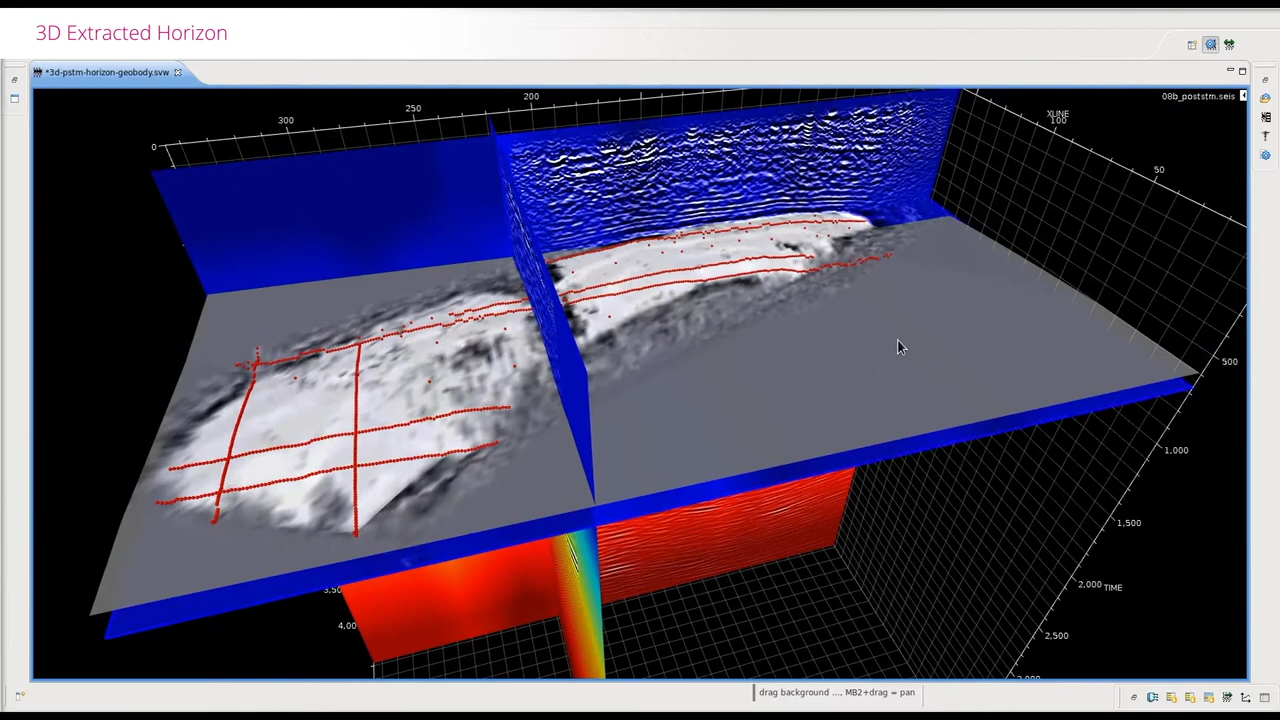 3D Extracted Horizon
*3d-pstm-horizon-geobody.svw
08b_poststm.seis
200
250
300
0
XLINE
100
50
500
1,000
1,500
2,000 TIME
2,500
3,50
4,00
drag background ..., MB2+drag = pan